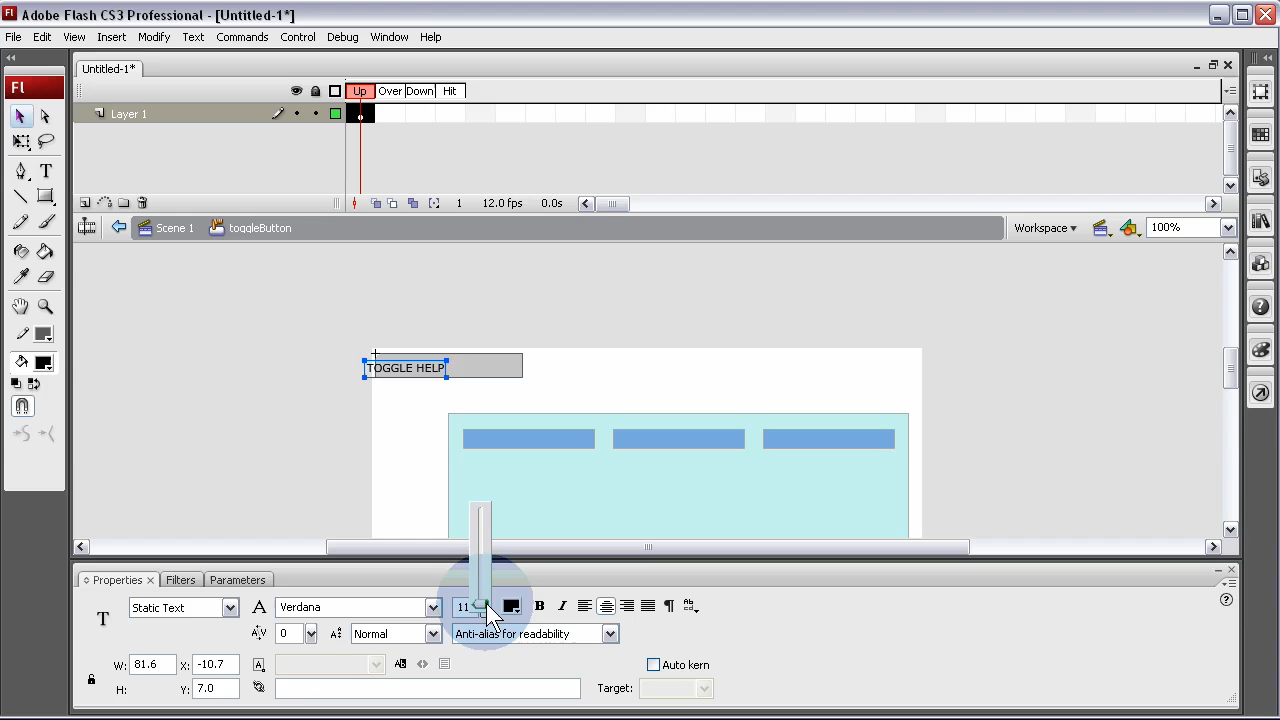 Fl Adobe Flash CS3 Professional - [Untitled-1*]
File Edit View Insert Modify Text Commands Control Debug Window Help
Untitled-1*
Fl
Up Over Down Hit
Layer 1
1 12.0 fps 0.0s
Scene 1 toggleButton Workspace 100%
TOGGLE HELP
Properties Filters Parameters
T Static Text A Verdana 11 B I
0 Normal Anti-alias for readability
W: 81.6 X: -10.7 Auto kern
H: Y: 7.0 Target: